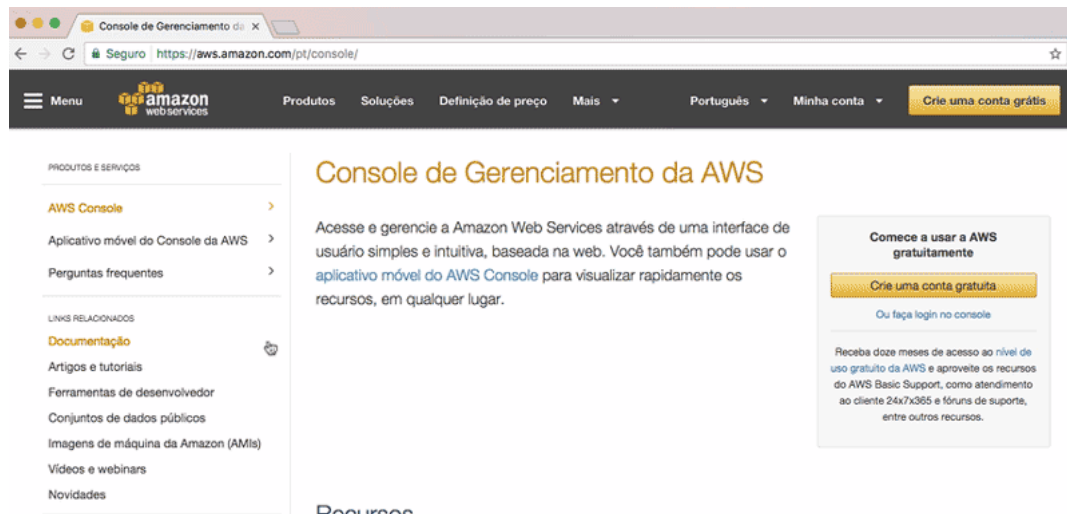 Console de Gerenciamento da
Seguro https://aws.amazon.com/pt/console/
Menu
amazon
webservices
Produtos Soluções Definição de preço Mais Português Minha conta Crie uma conta grátis
PRODUTOS E SERVIÇOS
AWS Console
Aplicativo móvel do Console da AWS
Perguntas frequentes
LINKS RELACIONADOS
Documentação
Artigos e tutoriais
Ferramentas de desenvolvedor
Conjuntos de dados públicos
Imagens de máquina da Amazon (AMIs)
Vídeos e webinars
Novidades
Console de Gerenciamento da AWS
Acesse e gerencie a Amazon Web Services através de uma interface de
usuário simples e intuitiva, baseada na web. Você também pode usar o
aplicativo móvel do AWS Console para visualizar rapidamente os
recursos, em qualquer lugar.
Comece a usar a AWS
gratuitamente
Crie uma conta gratuita
Ou faça login no console
Receba doze meses de acesso ao nível de
uso gratuito da AWS e aproveite os recursos
do AWS Basic Support, como atendimento
ao cliente 24x7x365 e fóruns de suporte,
entre outros recursos.
Recursos